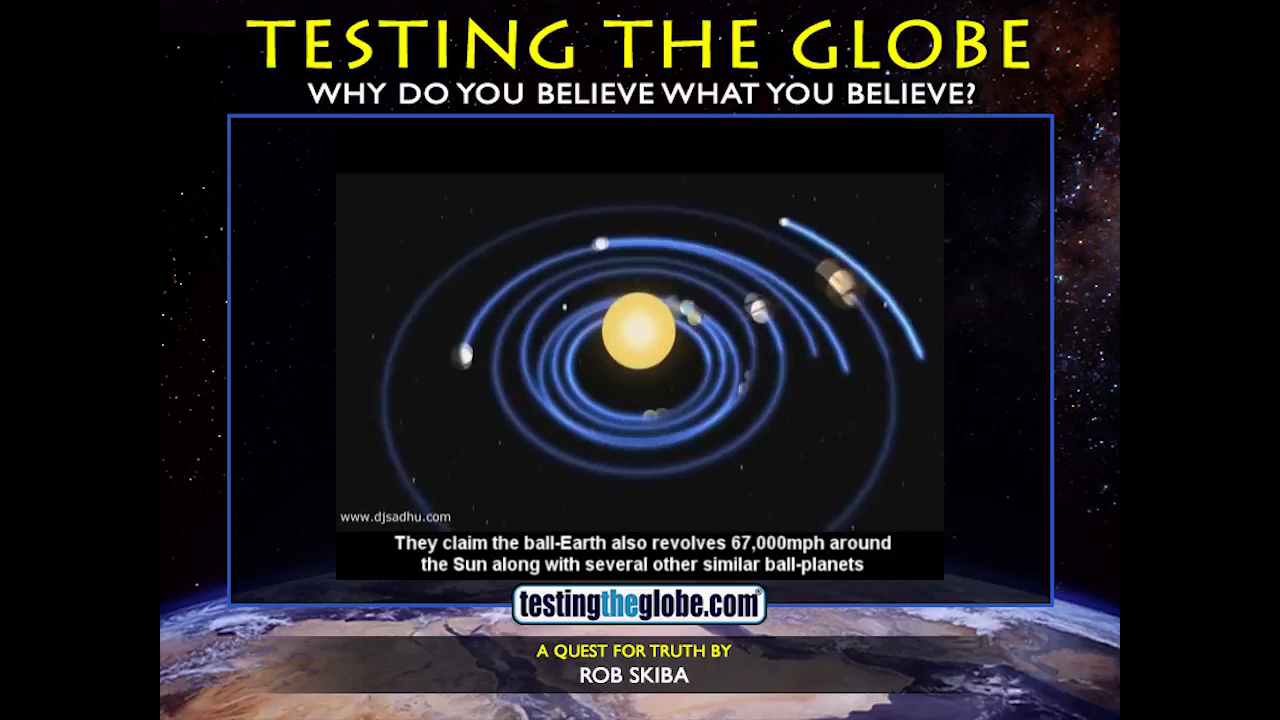 TESTING THE GLOBE
WHY DO YOU BELIEVE WHAT YOU BELIEVE?
www.djsadhu.com
They claim the ball-Earth also revolves 67,000mph around
the Sun along with several other similar ball-planets
testingtheglobe.com®
A QUEST FOR TRUTH BY
ROB SKIBA